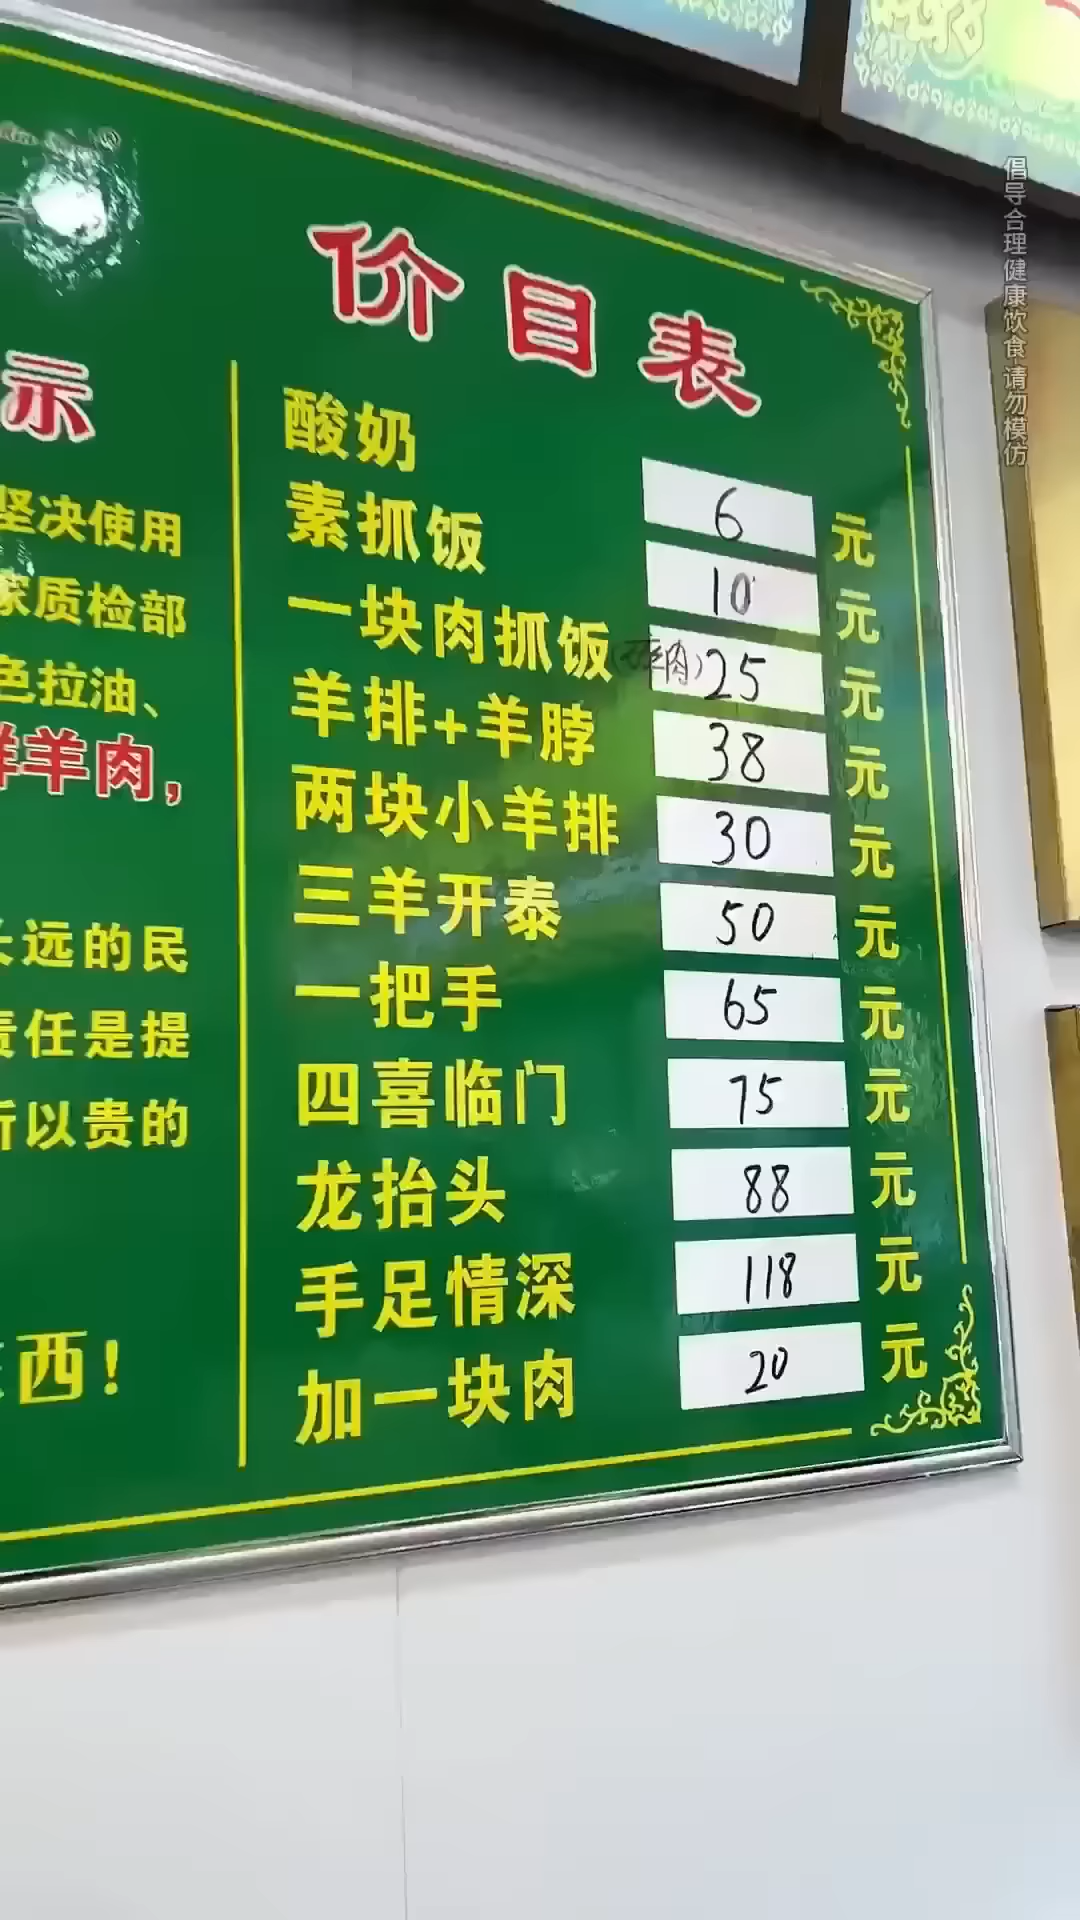 价目表
酸奶 6 元
素抓饭 10 元
一块肉抓饭(碎肉) 25 元
羊排+羊脖 38 元
两块小羊排 30 元
三羊开泰 50 元
一把手 65 元
四喜临门 75 元
龙抬头 88 元
手足情深 118 元
加一块肉 20 元
示
坚决使用
家质检部
色拉油、
鲜羊肉，
长远的民
责任是提
所以贵的
西！
倡导合理健康饮食 请勿模仿